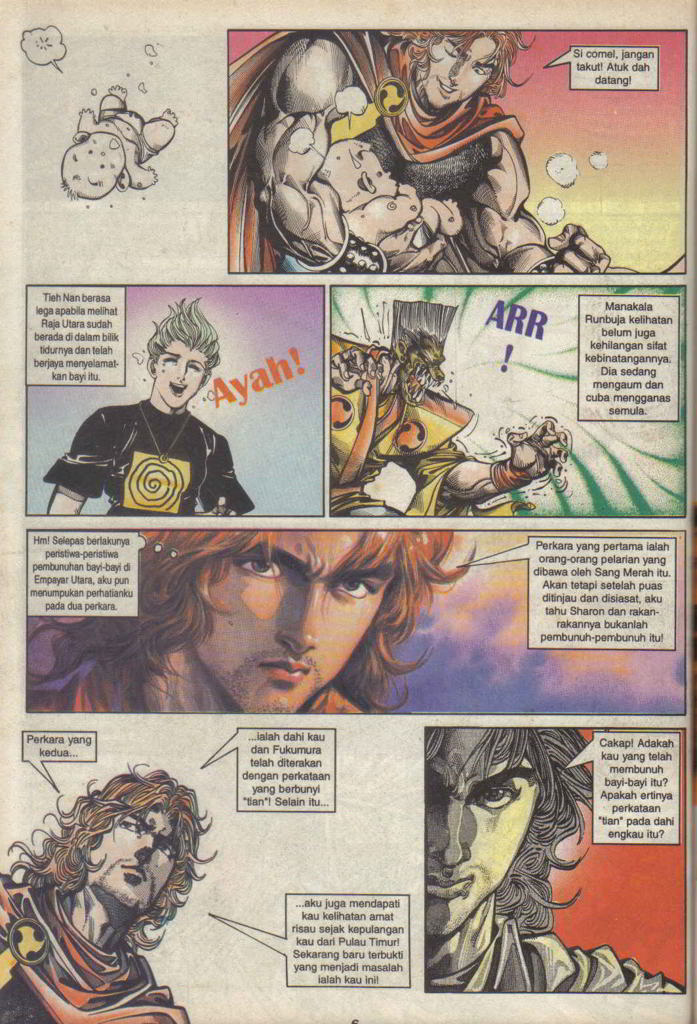 Si comel, jangan
takut! Atuk dah
datang!
Tieh Nan berasa
lega apabila melihat
Raja Utara sudah
berada di dalam bilik
tidurnya dan telah
berjaya menyelamat-
kan bayi itu.
Ayah!
ARR
!
Manakala
Runbuja kelihatan
belum juga
kehilangan sifat
kebinatangannya.
Dia sedang
mengaum dan
cuba mengganas
semula.
Hm! Selepas berlakunya
peristiwa-peristiwa
pembunuhan bayi-bayi di
Empayar Utara, aku pun
menumpukan perhatianku
pada dua perkara.
Perkara yang pertama ialah
orang-orang pelarian yang
dibawa oleh Sang Merah itu.
Akan tetapi setelah puas
ditinjau dan disiasat, aku
tahu Sharon dan rakan-
rakannya bukanlah
pembunuh-pembunuh itu!
Perkara yang
kedua...
...ialah dahi kau
dan Fukumura
telah diterakan
dengan perkataan
yang berbunyi
"tian"! Selain itu...
...aku juga mendapati
kau kelihatan amat
risau sejak kepulangan
kau dari Pulau Timur!
Sekarang baru terbukti
yang menjadi masalah
ialah kau ini!
Cakap! Adakah
kau yang telah
membunuh
bayi-bayi itu?
Apakah ertinya
perkataan
"tian" pada dahi
engkau itu?
6